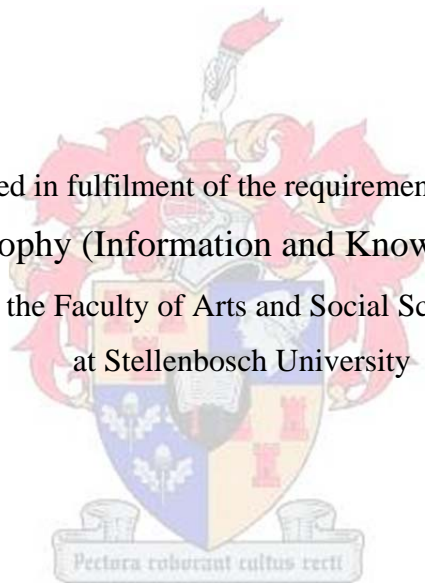 ed in fulfilment of the requiremen
ophy (Information and Know
the Faculty of Arts and Social Sc
at Stellenbosch University
Pectora roborant cultus recti